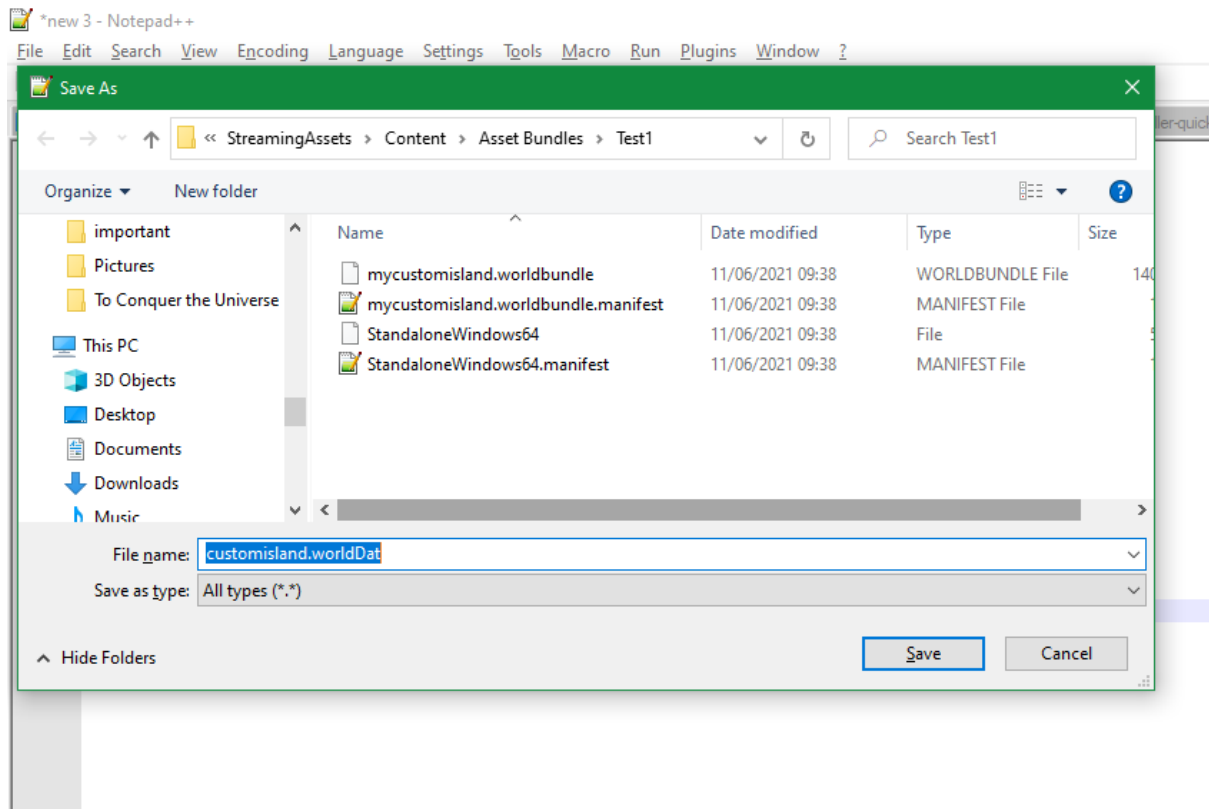 *new 3 - Notepad++
File Edit Search View Encoding Language Settings Tools Macro Run Plugins Window ?
Save As
« StreamingAssets › Content › Asset Bundles › Test1
Search Test1
Organize
New folder
?
important
Pictures
To Conquer the Universe
This PC
3D Objects
Desktop
Documents
Downloads
Music
Name Date modified Type Size
mycustomisland.worldbundle 11/06/2021 09:38 WORLDBUNDLE File 140
mycustomisland.worldbundle.manifest 11/06/2021 09:38 MANIFEST File
StandaloneWindows64 11/06/2021 09:38 File
StandaloneWindows64.manifest 11/06/2021 09:38 MANIFEST File
File name: customisland.worldDat
Save as type: All types (*.*)
Hide Folders
Save Cancel
ller-quick